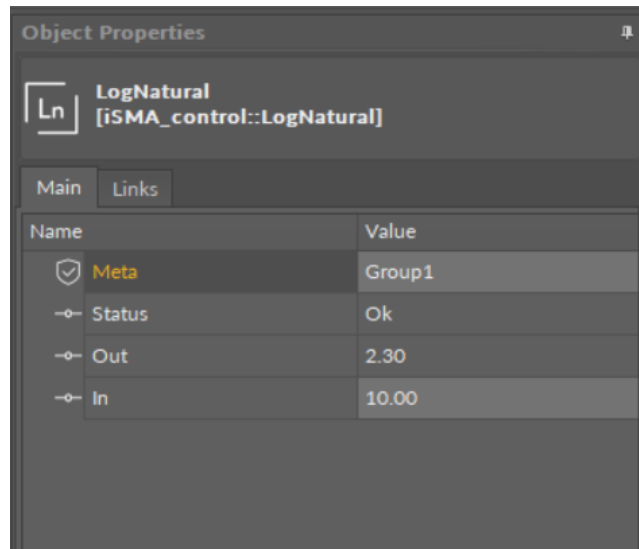 Object Properties
Ln
LogNatural
[iSMA_control::LogNatural]
Main Links
Name Value
Meta Group1
Status Ok
Out 2.30
In 10.00